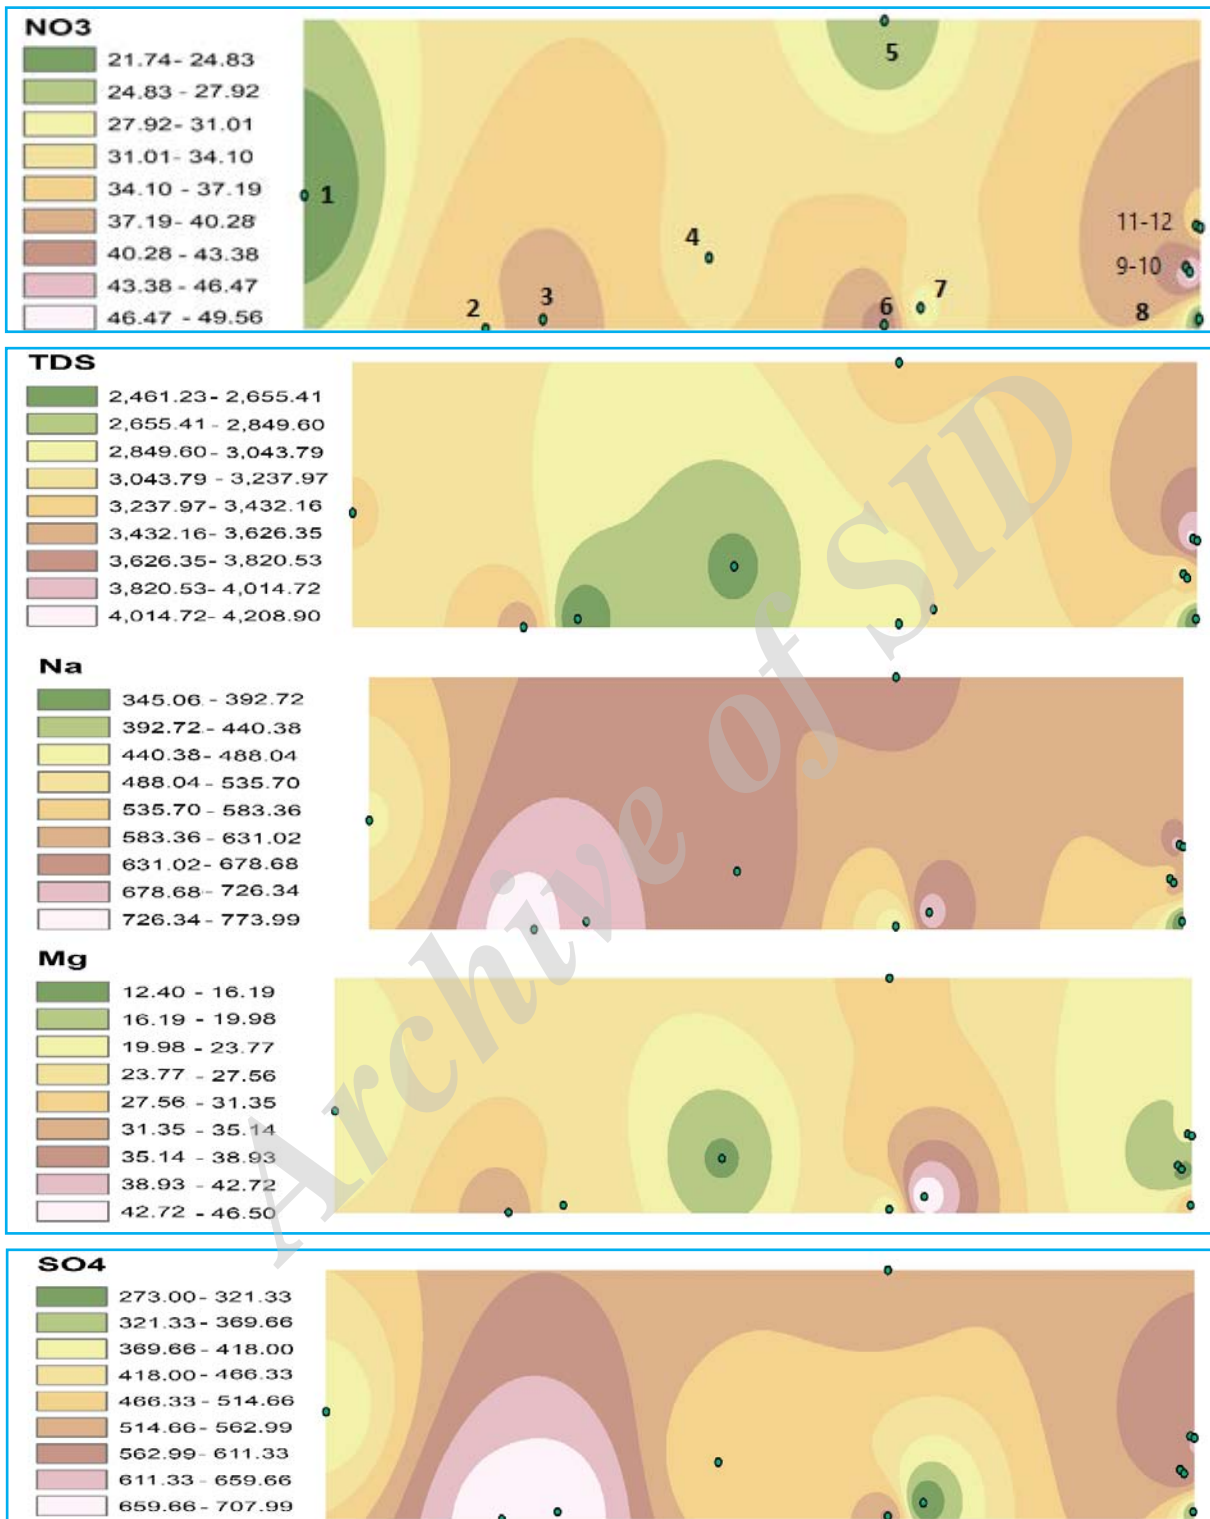 NO3
21.74- 24.83
24.83 - 27.92
27.92- 31.01
31.01- 34.10
34.10 - 37.19
37.19- 40.28
40.28 - 43.38
43.38 - 46.47
46.47 - 49.56
1
2
3
4
5
6
7
11-12
9-10
8
TDS
2,461.23- 2,655.41
2,655.41 - 2,849.60
2,849.60- 3,043.79
3,043.79 - 3,237.97
3,237.97- 3,432.16
3,432.16- 3,626.35
3,626.35- 3,820.53
3,820.53- 4,014.72
4,014.72- 4,208.90
Na
345.06 - 392.72
392.72 - 440.38
440.38- 488.04
488.04 - 535.70
535.70 - 583.36
583.36 - 631.02
631.02- 678.68
678.68- 726.34
726.34 - 773.99
Mg
12.40 - 16.19
16.19 - 19.98
19.98 - 23.77
23.77 - 27.56
27.56 - 31.35
31.35 - 35.14
35.14 - 38.93
38.93 - 42.72
42.72 - 46.50
SO4
273.00- 321.33
321.33- 369.66
369.66 - 418.00
418.00- 466.33
466.33 - 514.66
514.66- 562.99
562.99- 611.33
611.33 - 659.66
659.66 - 707.99
Archive of SID